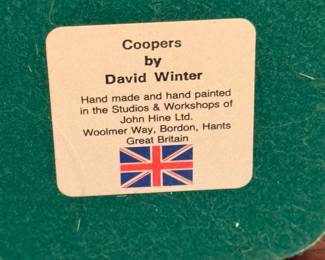 Coopers
by
David Winter
Hand made and hand painted
in the Studios & Workshops of
John Hine Ltd.
Woolmer Way, Bordon, Hants
Great Britain